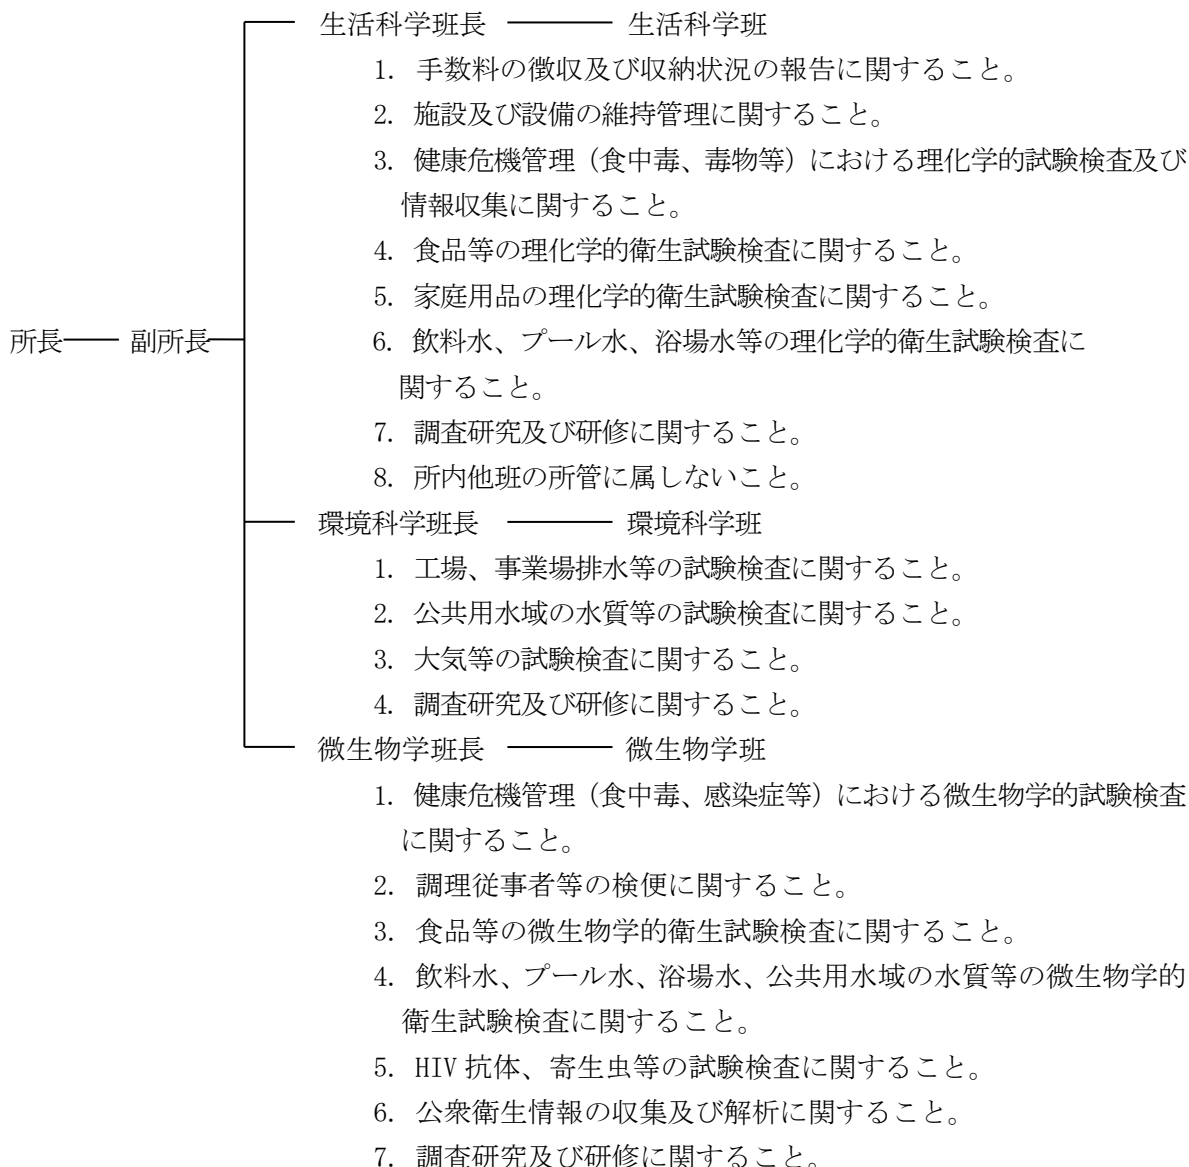 生活科学班長 ――― 生活科学班
1. 手数料の徴収及び収納状況の報告に関すること。
2. 施設及び設備の維持管理に関すること。
3. 健康危機管理（食中毒、毒物等）における理化学的試験検査及び
情報収集に関すること。
4. 食品等の理化学的衛生試験検査に関すること。
5. 家庭用品の理化学的衛生試験検査に関すること。
所長 ―― 副所長
6. 飲料水、プール水、浴場水等の理化学的衛生試験検査に
関すること。
7. 調査研究及び研修に関すること。
8. 所内他班の所管に属しないこと。
環境科学班長 ――― 環境科学班
1. 工場、事業場排水等の試験検査に関すること。
2. 公共用水域の水質等の試験検査に関すること。
3. 大気等の試験検査に関すること。
4. 調査研究及び研修に関すること。
微生物学班長 ――― 微生物学班
1. 健康危機管理（食中毒、感染症等）における微生物学的試験検査
に関すること。
2. 調理従事者等の検便に関すること。
3. 食品等の微生物学的衛生試験検査に関すること。
4. 飲料水、プール水、浴場水、公共用水域の水質等の微生物学的
衛生試験検査に関すること。
5. HIV 抗体、寄生虫等の試験検査に関すること。
6. 公衆衛生情報の収集及び解析に関すること。
7. 調査研究及び研修に関すること。